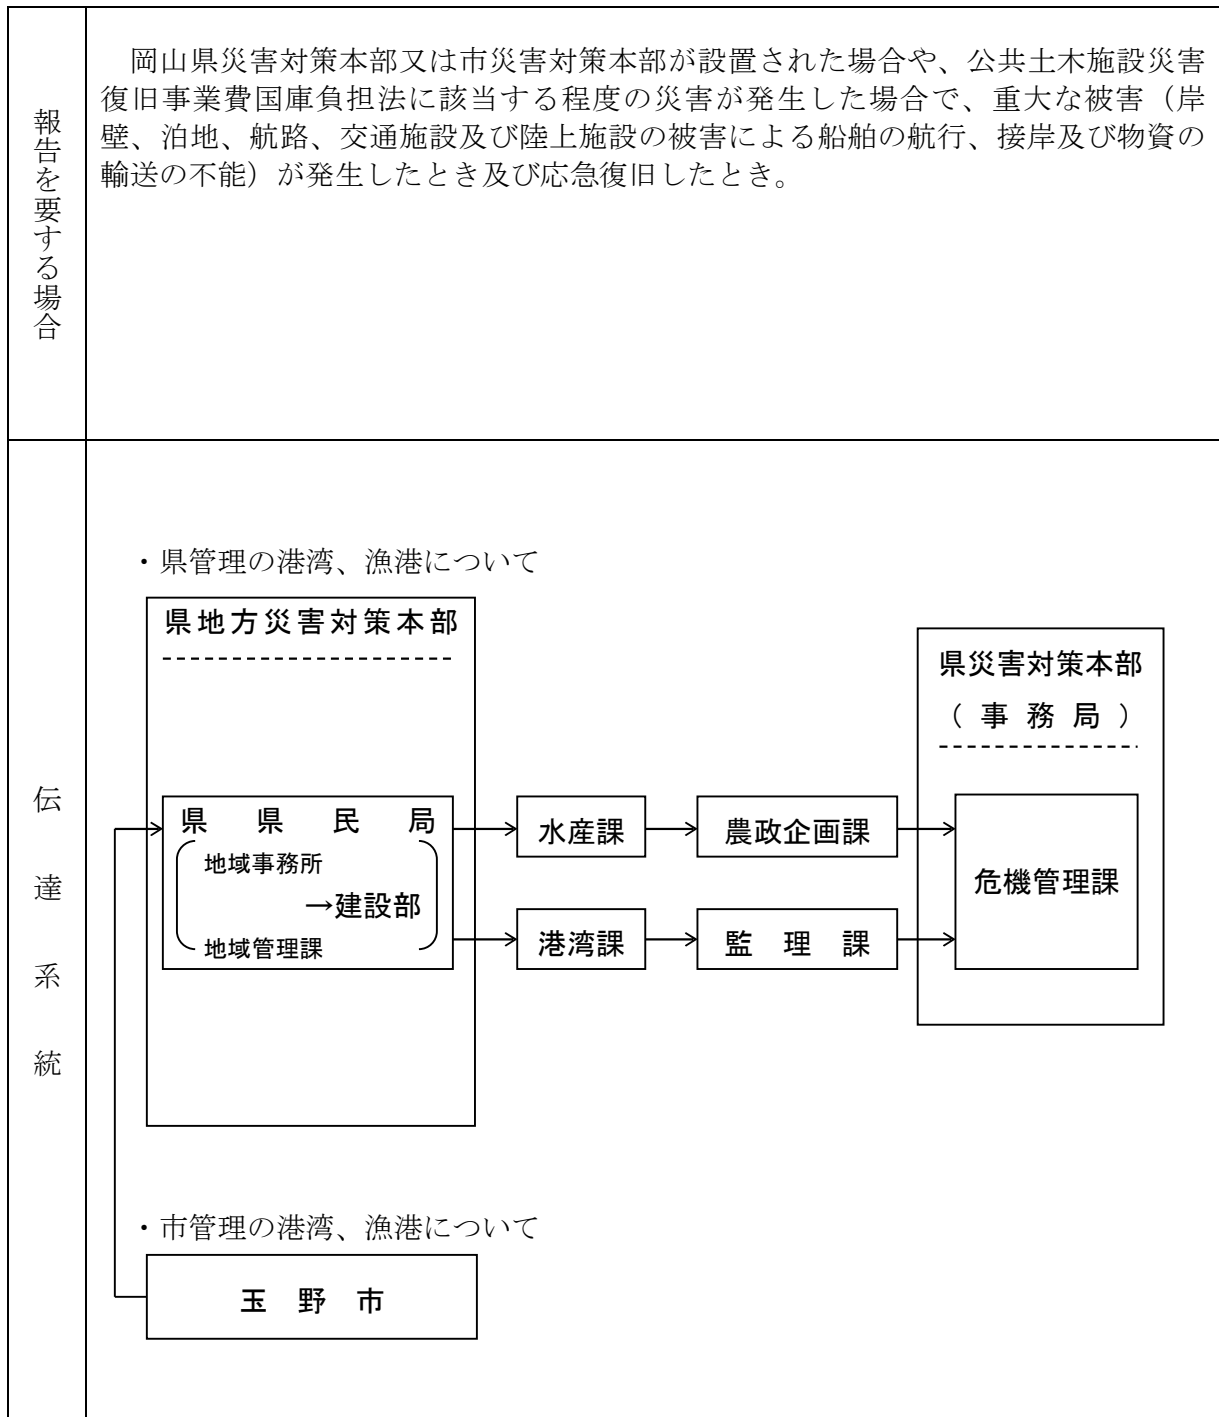 報告を要する場合
岡山県災害対策本部又は市災害対策本部が設置された場合や、公共土木施設災害
復旧事業費国庫負担法に該当する程度の災害が発生した場合で、重大な被害（岸
壁、泊地、航路、交通施設及び陸上施設の被害による船舶の航行、接岸及び物資の
輸送の不能）が発生したとき及び応急復旧したとき。
伝達系統
・県管理の港湾、漁港について
県地方災害対策本部
県県民局
地域事務所
→建設部
地域管理課
水産課
農政企画課
港湾課
監理課
県災害対策本部
（事務局）
危機管理課
・市管理の港湾、漁港について
玉野市